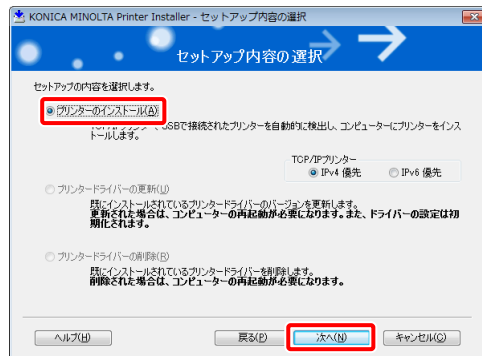 KONICA MINOLTA Printer Installer - セットアップ内容の選択
セットアップ内容の選択
セットアップの内容を選択します。
プリンターのインストール(A)
TCP/IPプリンター、USBで接続されたプリンターを自動的に検出し、コンピューターにプリンターをインス
トールします。
TCP/IPプリンター
IPv4 優先
IPv6 優先
プリンタードライバーの更新(U)
既にインストールされているプリンタードライバーのバージョンを更新します。
更新された場合は、コンピューターの再起動が必要になります。また、ドライバーの設定は初
期化されます。
プリンタードライバーの削除(R)
既にインストールされているプリンタードライバーを削除します。
削除された場合は、コンピューターの再起動が必要になります。
ヘルプ(H)
戻る(P)
次へ(N)
キャンセル(C)